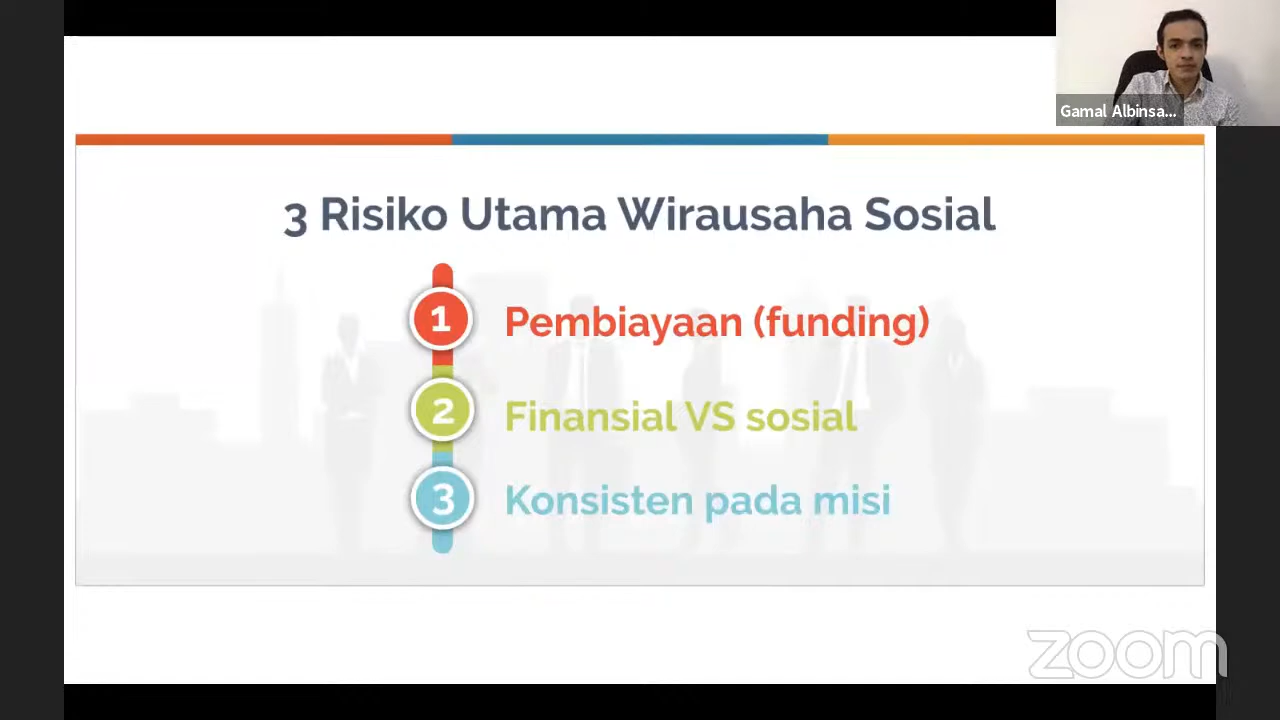 Gamal Albinsa...
3 Risiko Utama Wirausaha Sosial
1 Pembiayaan (funding)
2 Finansial VS sosial
3 Konsisten pada misi
zoom